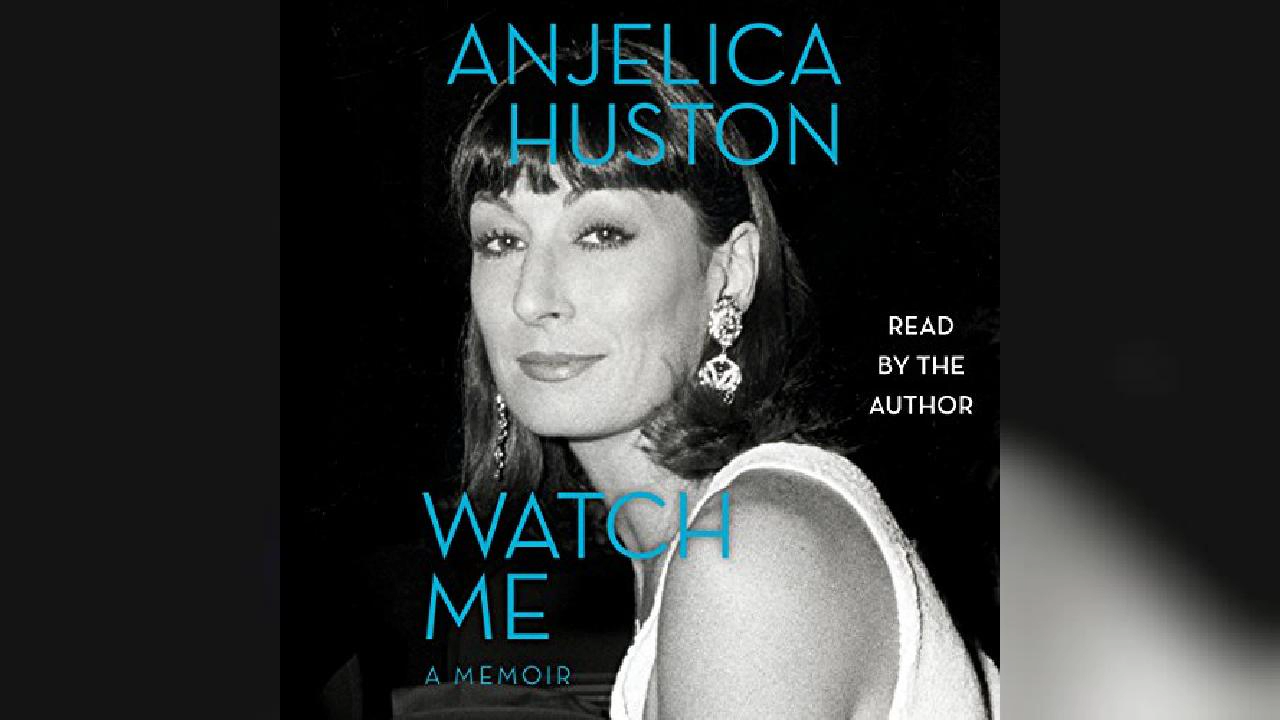 ANJELICA
HUSTON
READ
BY THE
AUTHOR
WATCH
ME
A MEMOIR